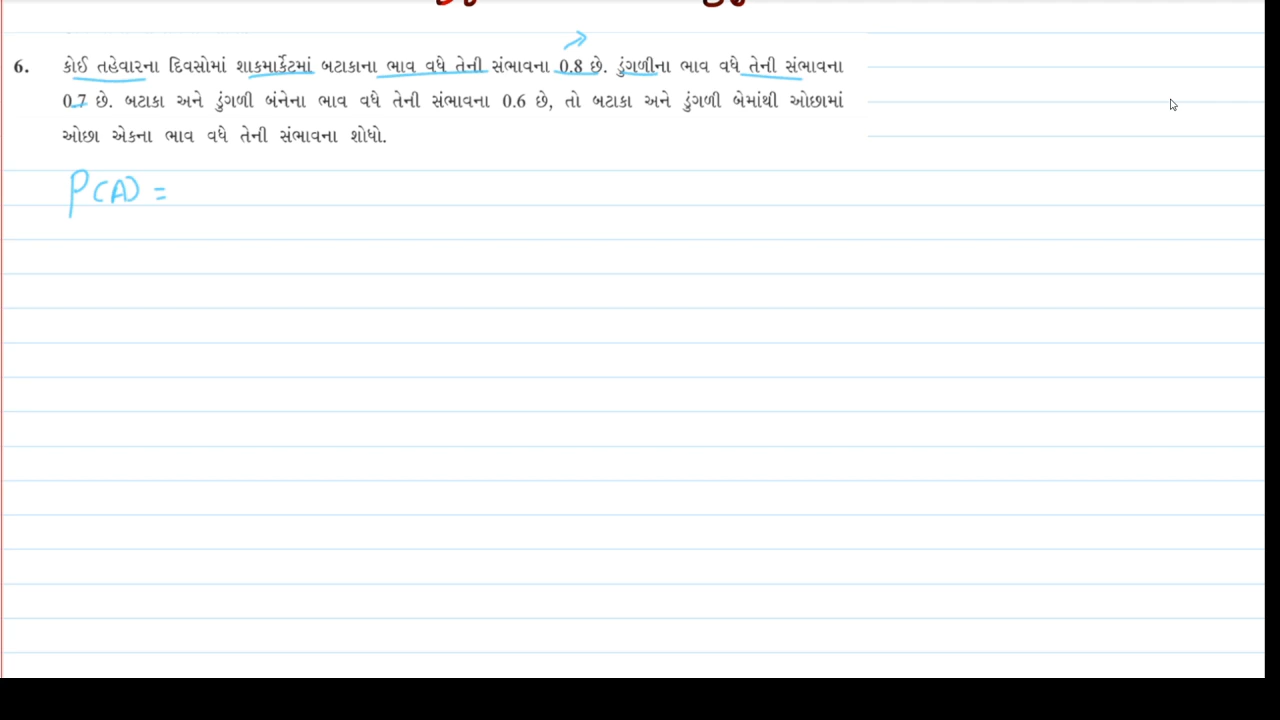 6. કોઈ તહેવારના દિવસોમાં શાકમાર્કેટમાં બટાકાના ભાવ વધે તેની સંભાવના 0.8 છે. ડુંગળીના ભાવ વધે તેની સંભાવના
0.7 છે. બટાકા અને ડુંગળી બંનેના ભાવ વધે તેની સંભાવના 0.6 છે, તો બટાકા અને ડુંગળી બેમાંથી ઓછામાં
ઓછા એકના ભાવ વધે તેની સંભાવના શોધો.
P(A) =